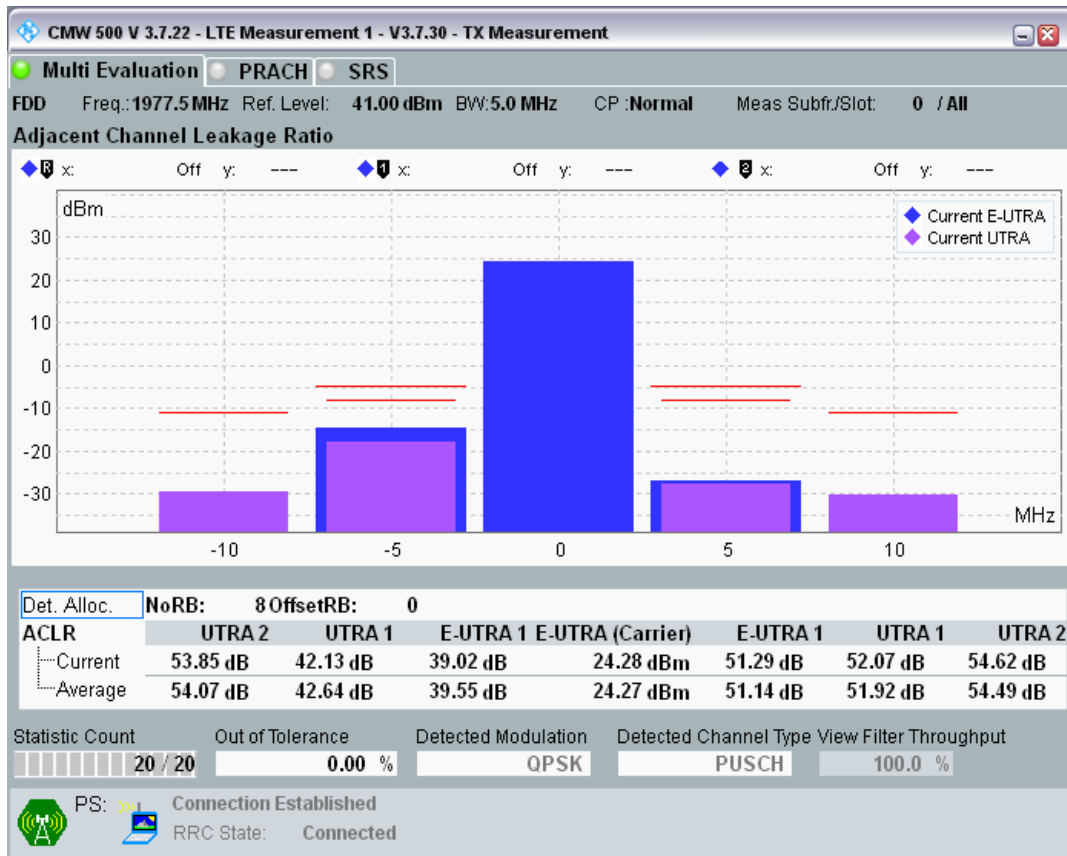 CMW 500 V 3.7.22 - LTE Measurement 1 - V3.7.30 - TX Measurement
Multi Evaluation PRACH SRS
FDD Freq.:1977.5 MHz Ref. Level: 41.00 dBm BW:5.0 MHz CP :Normal Meas Subfr./Slot: 0 / All
Adjacent Channel Leakage Ratio
R x: Off y: --- 1 x: Off y: --- 2 x: Off y: ---
dBm
Current E-UTRA
Current UTRA
30
20
10
0
-10
-20
-30
MHz
-10 -5 0 5 10
Det. Alloc. NoRB: 8 OffsetRB: 0
ACLR UTRA 2 UTRA 1 E-UTRA 1 E-UTRA (Carrier) E-UTRA 1 UTRA 1 UTRA 2
Current 53.85 dB 42.13 dB 39.02 dB 24.28 dBm 51.29 dB 52.07 dB 54.62 dB
Average 54.07 dB 42.64 dB 39.55 dB 24.27 dBm 51.14 dB 51.92 dB 54.49 dB
Statistic Count Out of Tolerance Detected Modulation Detected Channel Type View Filter Throughput
20 / 20 0.00 % QPSK PUSCH 100.0 %
PS: Connection Established
RRC State: Connected